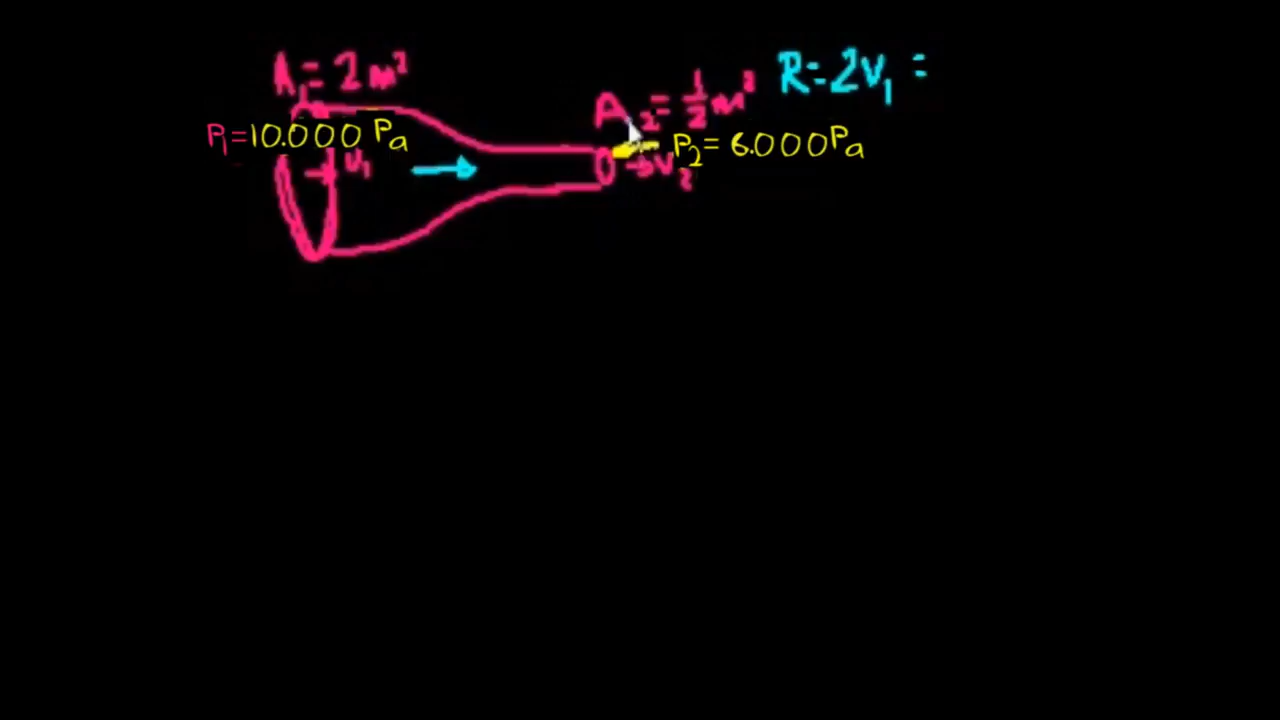 A₁ = 2 m²
A₂ = ½ m²
R = 2v₁ =
P₁ = 10.000 Pa
P₂ = 6.000 Pa
v₁
v₂